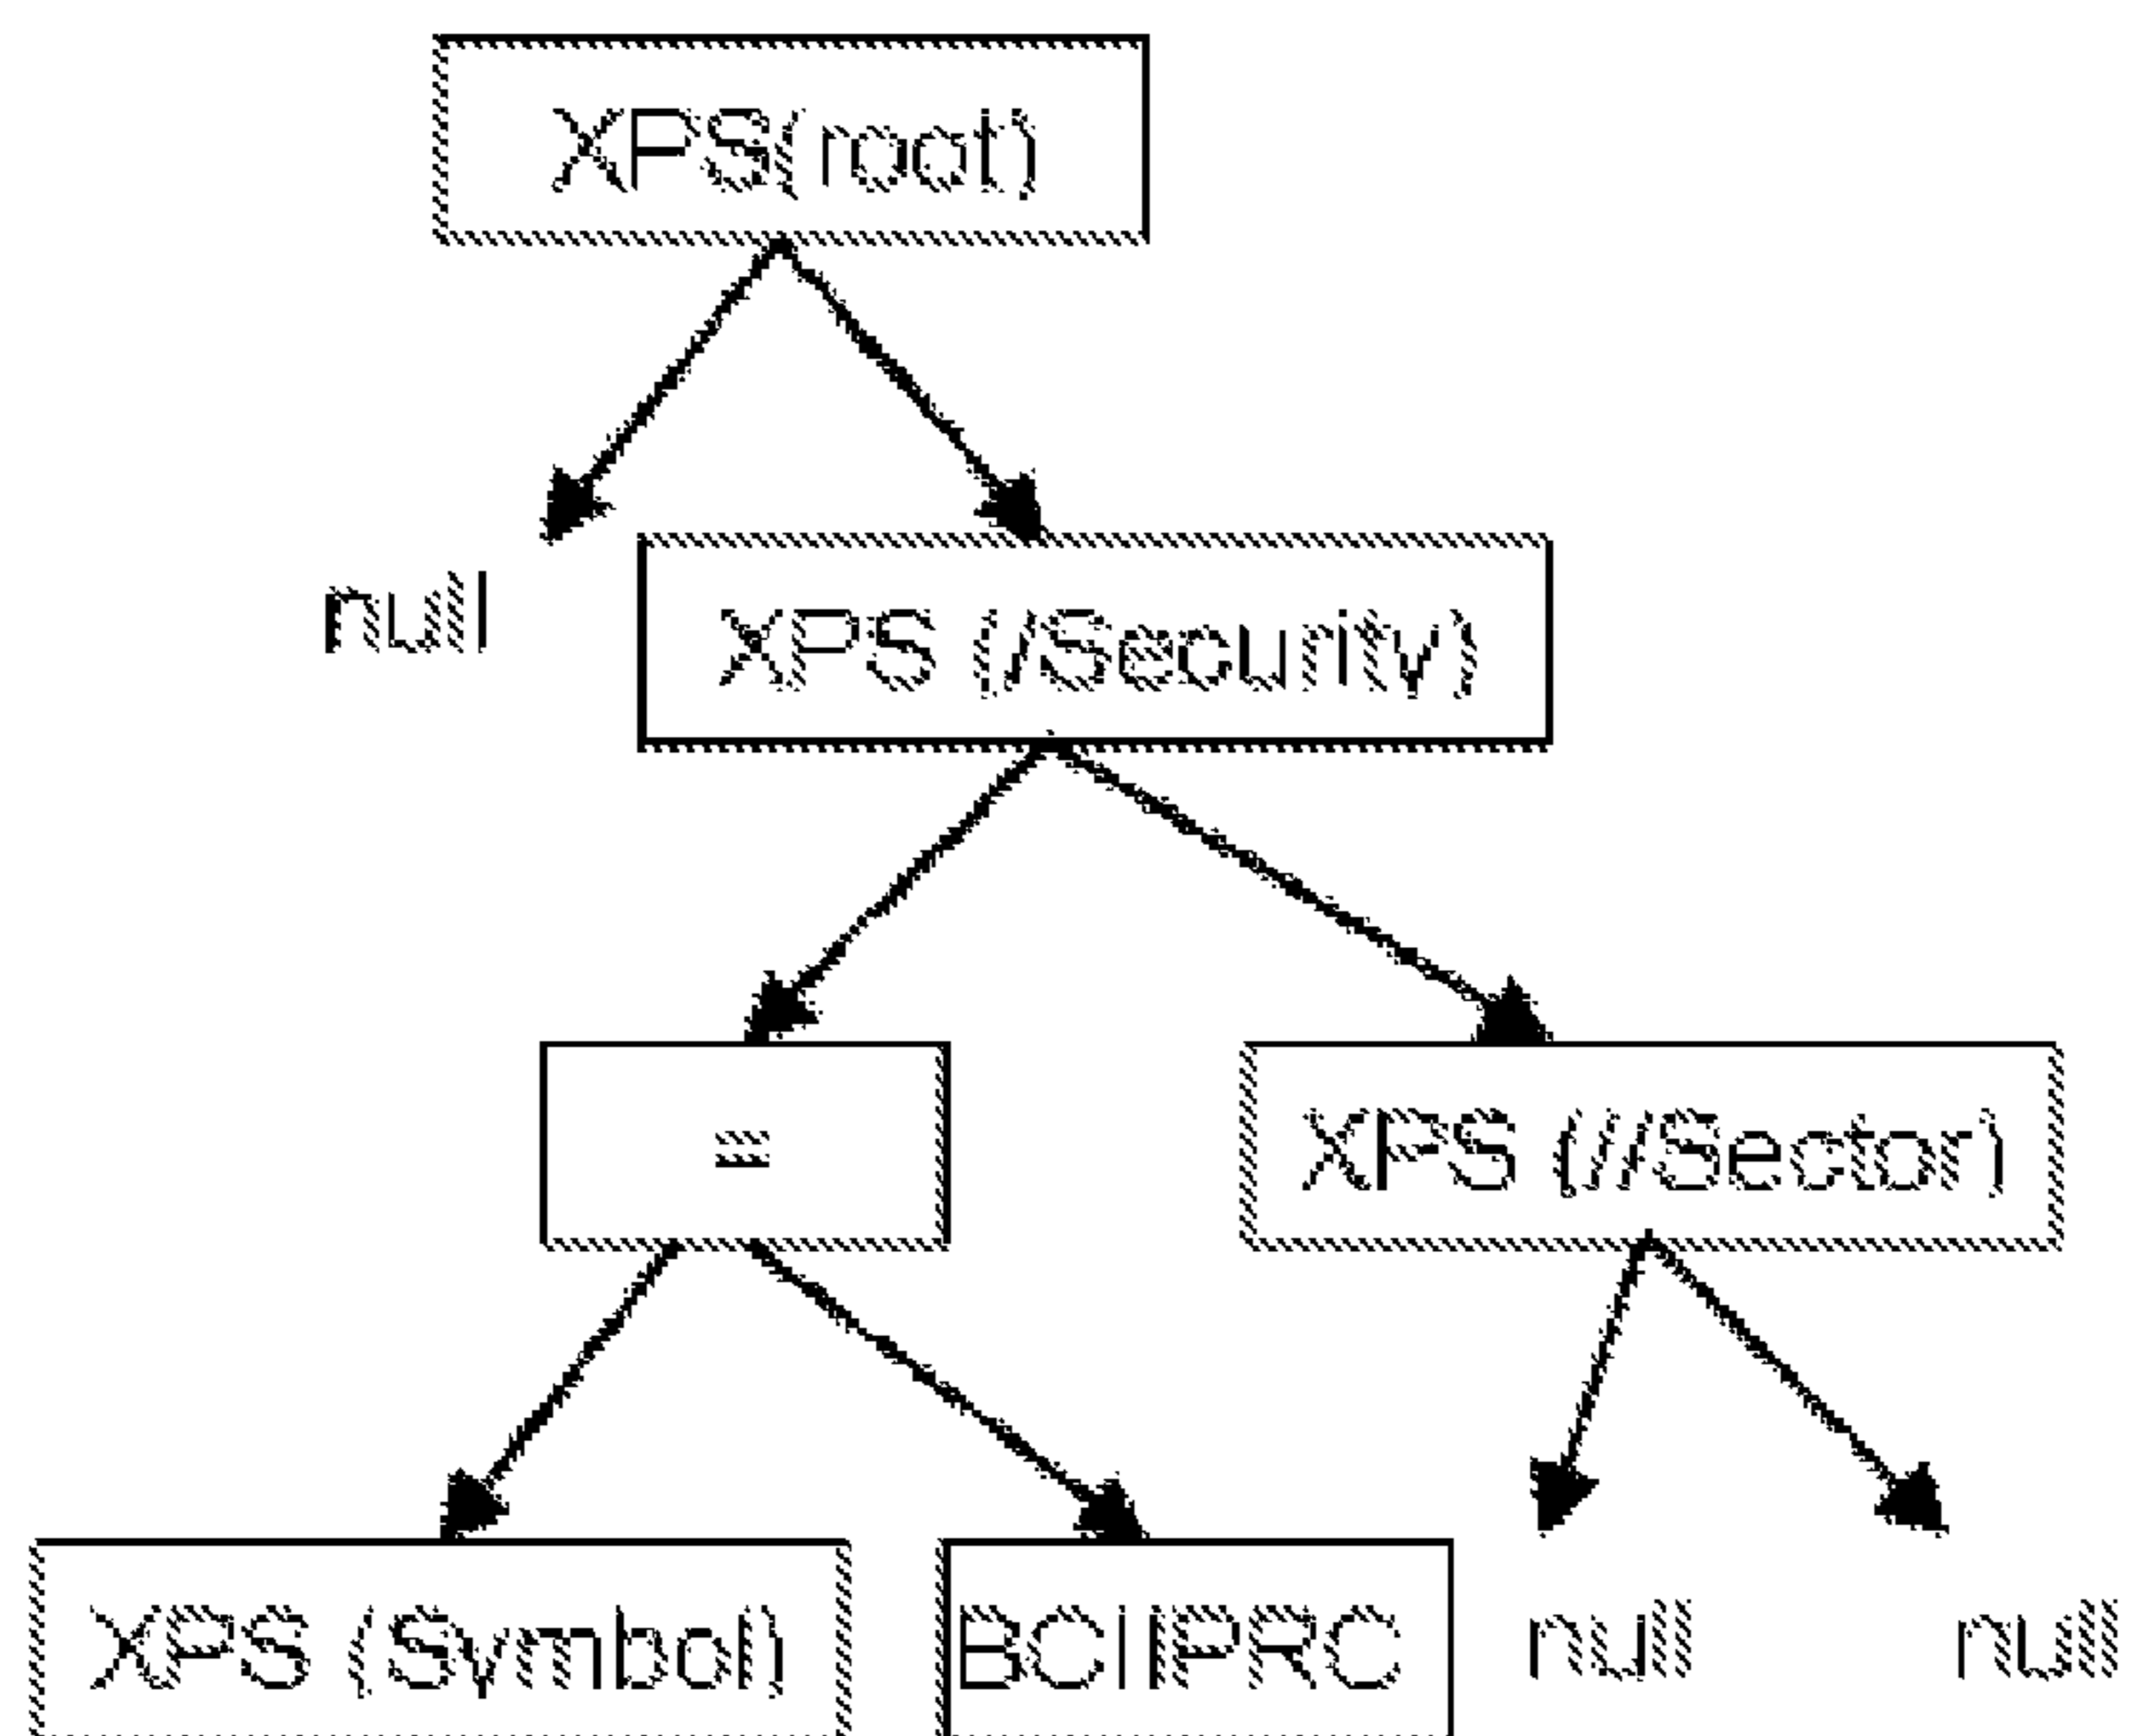 XPS(root)
null
XPS (/Security)
=
XPS (//Sector)
XPS (Symbol)
BCIIPRC
null
null